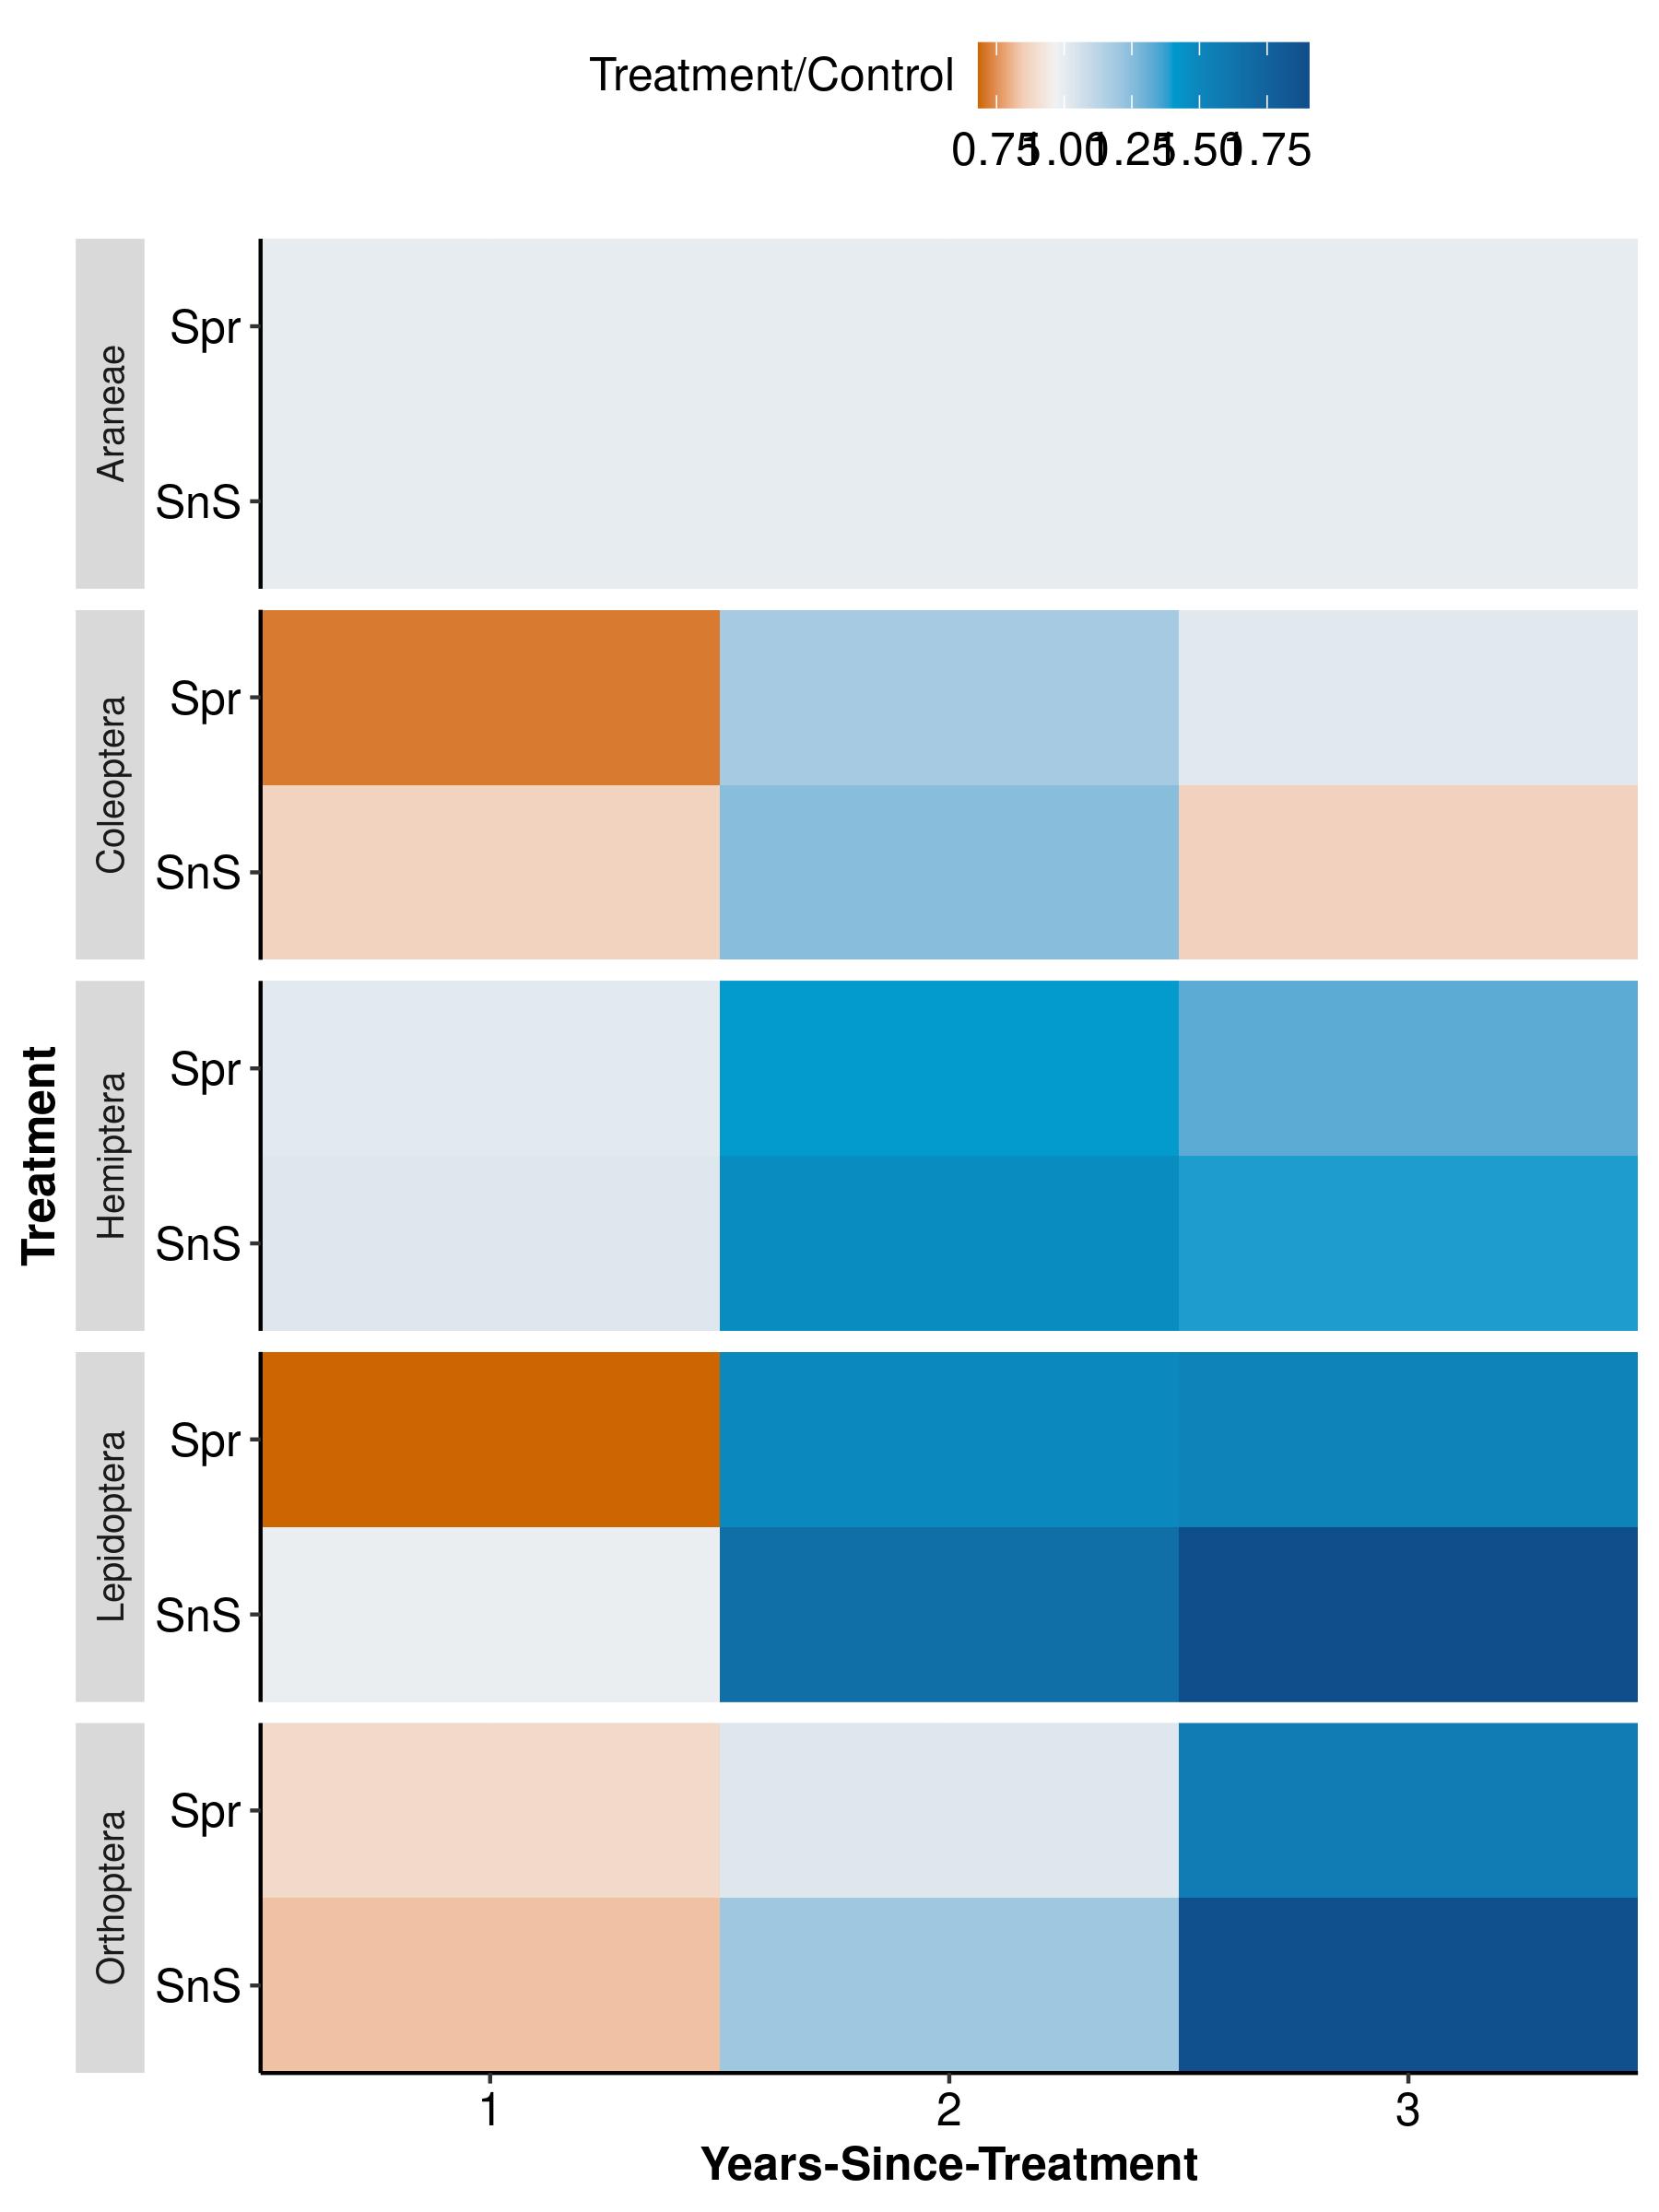 Treatment/Control
0.75 1.00 1.25 1.50 1.75
Treatment
Araneae
Spr
SnS
Coleoptera
Spr
SnS
Hemiptera
Spr
SnS
Lepidoptera
Spr
SnS
Orthoptera
Spr
SnS
1 2 3
Years-Since-Treatment